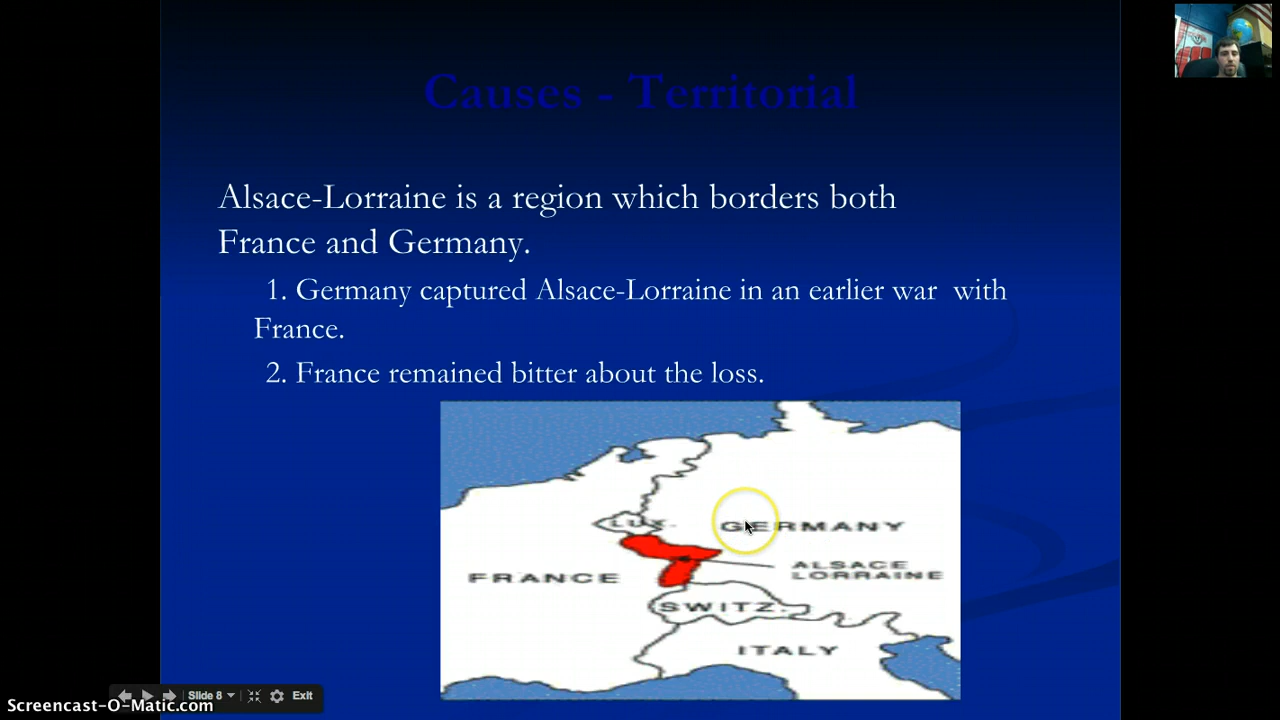 Causes - Territorial
Alsace-Lorraine is a region which borders both
France and Germany.
1. Germany captured Alsace-Lorraine in an earlier war  with
France.
2. France remained bitter about the loss.
LUX.
GERMANY
ALSACE
LORRAINE
FRANCE
SWITZ.
ITALY
Slide 8
Exit
Screencast-O-Matic.com